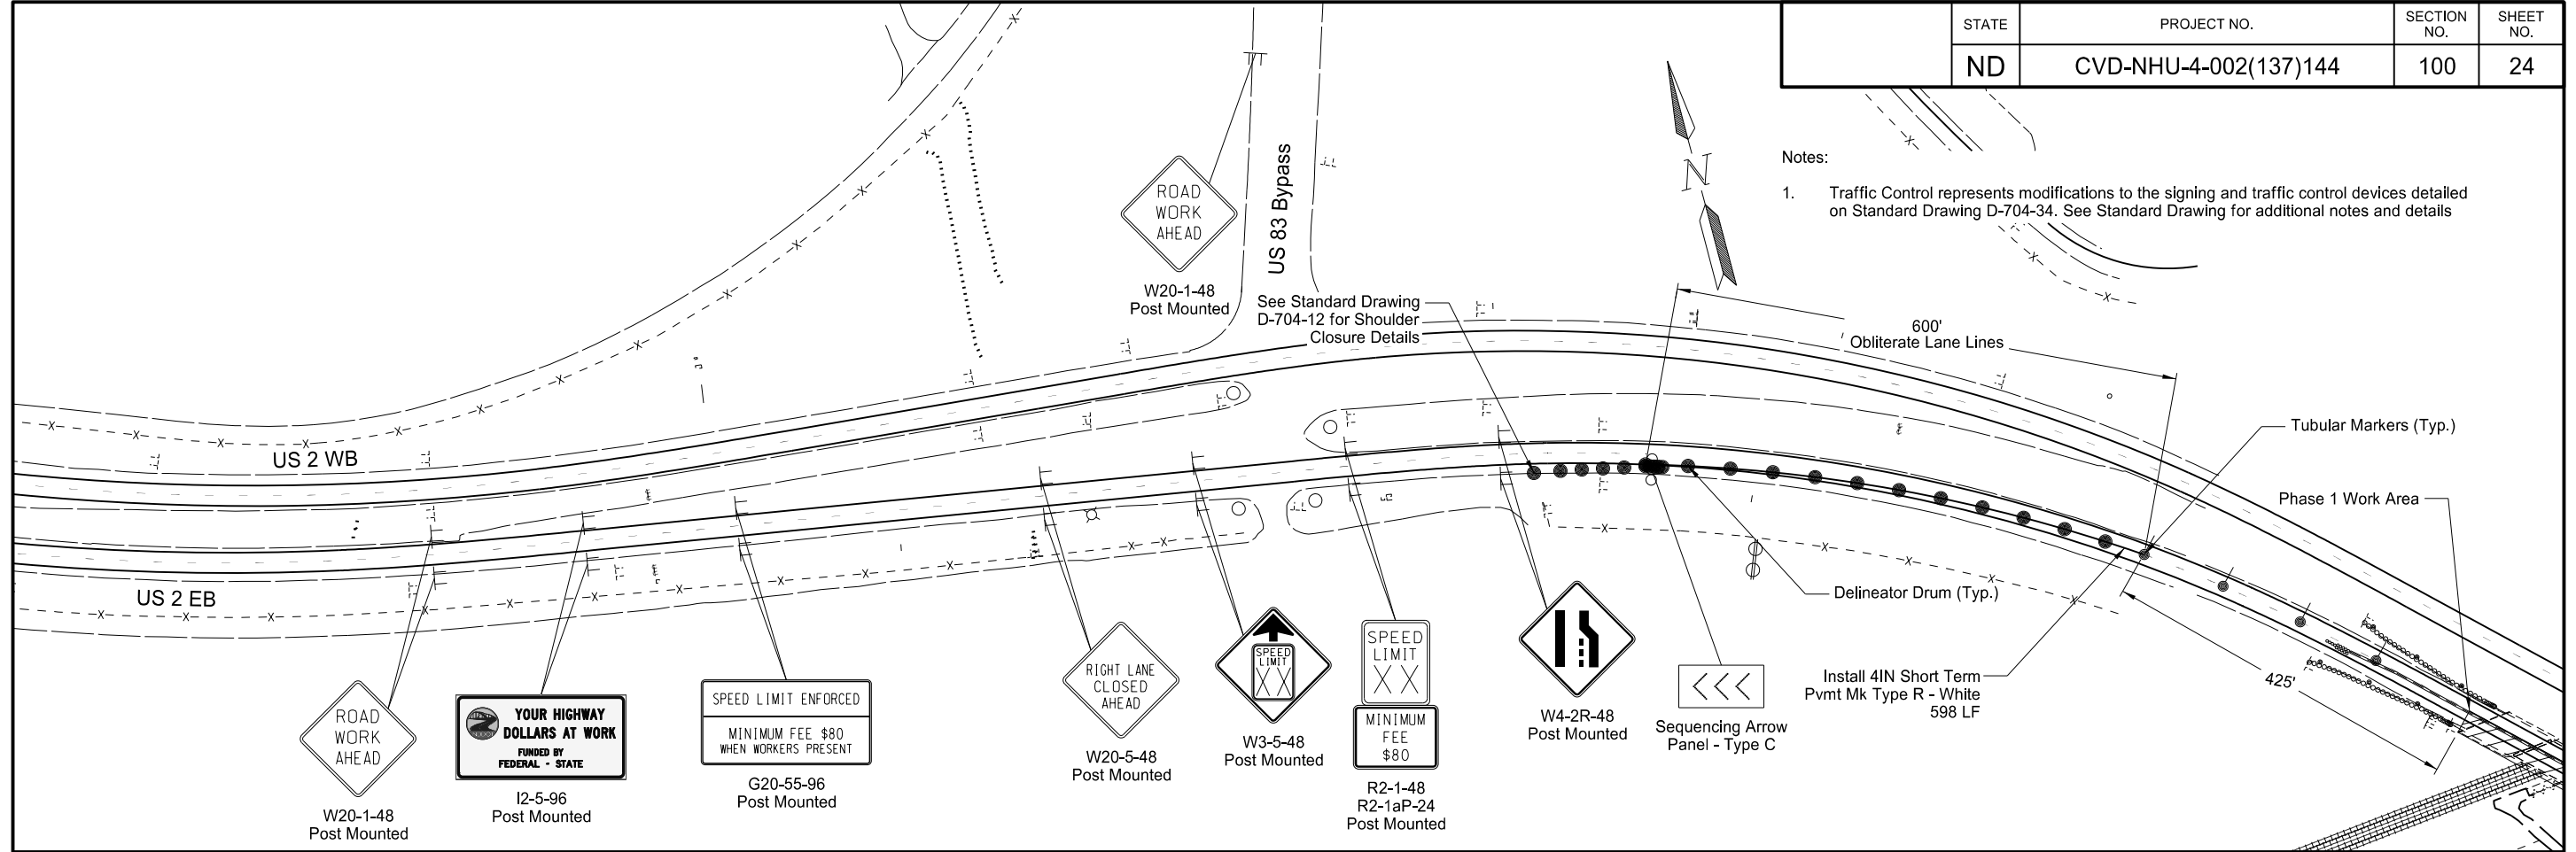 STATE
PROJECT NO.
SECTION
NO.
SHEET
NO.
ND
CVD-NHU-4-002(137)144
100
24
Notes:
1. Traffic Control represents modifications to the signing and traffic control devices detailed
on Standard Drawing D-704-34. See Standard Drawing for additional notes and details
N
US 83 Bypass
ROAD
WORK
AHEAD
W20-1-48
Post Mounted
See Standard Drawing
D-704-12 for Shoulder
Closure Details
600'
Obliterate Lane Lines
Tubular Markers (Typ.)
Phase 1 Work Area
US 2 WB
US 2 EB
Delineator Drum (Typ.)
Install 4IN Short Term
Pvmt Mk Type R - White
598 LF
425'
ROAD
WORK
AHEAD
W20-1-48
Post Mounted
YOUR HIGHWAY
DOLLARS AT WORK
FUNDED BY
FEDERAL - STATE
I2-5-96
Post Mounted
SPEED LIMIT ENFORCED
MINIMUM FEE $80
WHEN WORKERS PRESENT
G20-55-96
Post Mounted
RIGHT LANE
CLOSED
AHEAD
W20-5-48
Post Mounted
SPEED
LIMIT
XX
W3-5-48
Post Mounted
SPEED
LIMIT
XX
MINIMUM
FEE
$80
R2-1-48
R2-1aP-24
Post Mounted
W4-2R-48
Post Mounted
Sequencing Arrow
Panel - Type C